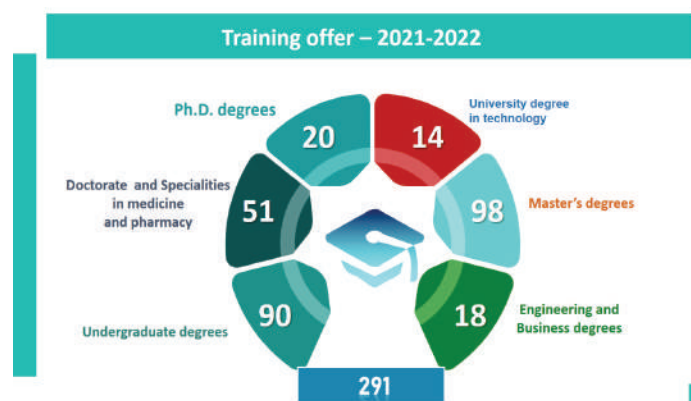 Training offer – 2021-2022
Ph.D. degrees
20
14
University degree
in technology
Doctorate and Specialities
in medicine
and pharmacy
51
98
Master's degrees
Undergraduate degrees
90
18
Engineering and
Business degrees
291